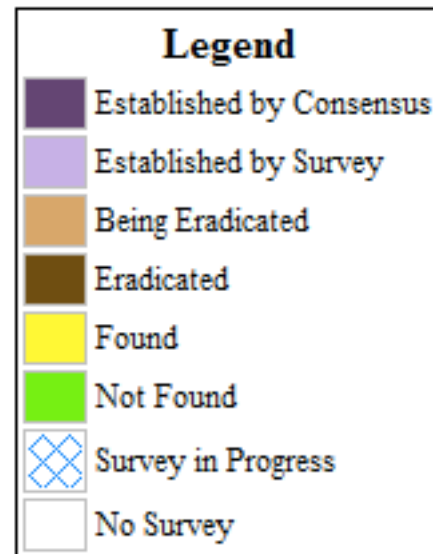 Legend
Established by Consensus
Established by Survey
Being Eradicated
Eradicated
Found
Not Found
Survey in Progress
No Survey